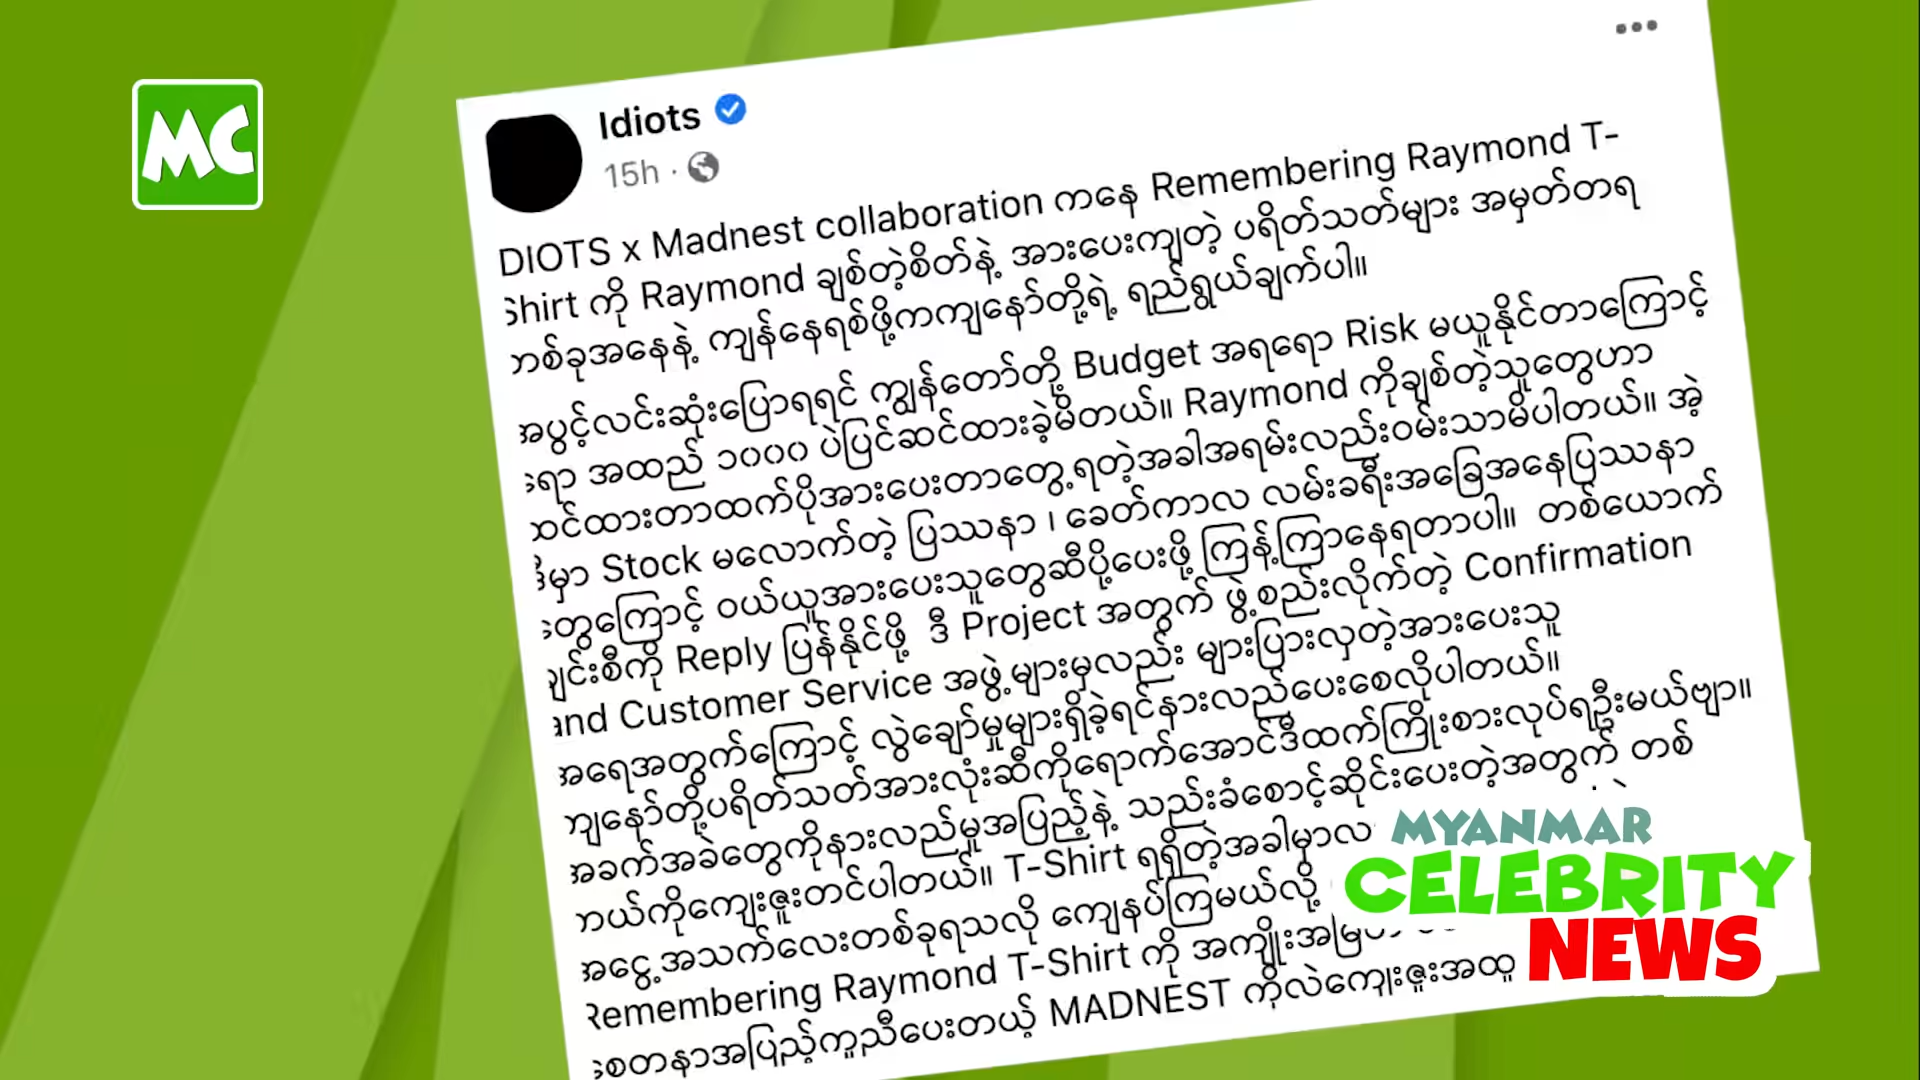 MC
Idiots
15h ·
DIOTS x Madnest collaboration ကနေ Remembering Raymond T-
Shirt ကို Raymond ချစ်တဲ့စိတ်နဲ့ အားပေးကျတဲ့ ပရိတ်သတ်များ အမှတ်တရ
တစ်ခုအနေနဲ့ ကျန်နေရစ်ဖို့ကကျနော်တို့ရဲ့ ရည်ရွယ်ချက်ပါ။
အပွင့်လင်းဆုံးပြောရရင် ကျွန်တော်တို့ Budget အရရော Risk မယူနိုင်တာကြောင့်
ရော အထည် ၁၀၀၀ ပဲပြင်ဆင်ထားခဲ့မိတယ်။ Raymond ကိုချစ်တဲ့သူတွေဟာ
ဆင်ထားတာထက်ပိုအားပေးတာတွေ့ရတဲ့အခါအရမ်းလည်းဝမ်းသာမိပါတယ်။ အဲ့
ဒီမှာ Stock မလောက်တဲ့ ပြဿနာ ၊ ခေတ်ကာလ လမ်းခရီးအခြေအနေပြဿနာ
တွေကြောင့် ဝယ်ယူအားပေးသူတွေဆီပို့ပေးဖို့ ကြန့်ကြာနေရတာပါ။ တစ်ယောက်
ချင်းစီကို Reply ပြန်နိုင်ဖို့ ဒီ Project အတွက် ဖွဲ့စည်းလိုက်တဲ့ Confirmation
and Customer Service အဖွဲ့များမှလည်း များပြားလှတဲ့အားပေးသူ
အရေအတွက်ကြောင့် လွဲချော်မှုများရှိခဲ့ရင်နားလည်ပေးစေလိုပါတယ်။
ကျနော်တို့ပရိတ်သတ်အားလုံးဆီကိုရောက်အောင်ဒီထက်ကြိုးစားလုပ်ရဦးမယ်ဗျာ။
အခက်အခဲတွေကိုနားလည်မှုအပြည့်နဲ့ သည်းခံစောင့်ဆိုင်းပေးတဲ့အတွက် တစ်
ကယ်ကိုကျေးဇူးတင်ပါတယ်။ T-Shirt ရရှိတဲ့အခါမှာလ
အငွေ့အသက်လေးတစ်ခုရသလို ကျေနပ်ကြမယ်လို့
Remembering Raymond T-Shirt ကို အကျိုးအမြတ်
စေတနာအပြည့်ကူညီပေးတယ့် MADNEST ကိုလဲကျေးဇူးအထူ
MYANMAR
CELEBRITY
NEWS